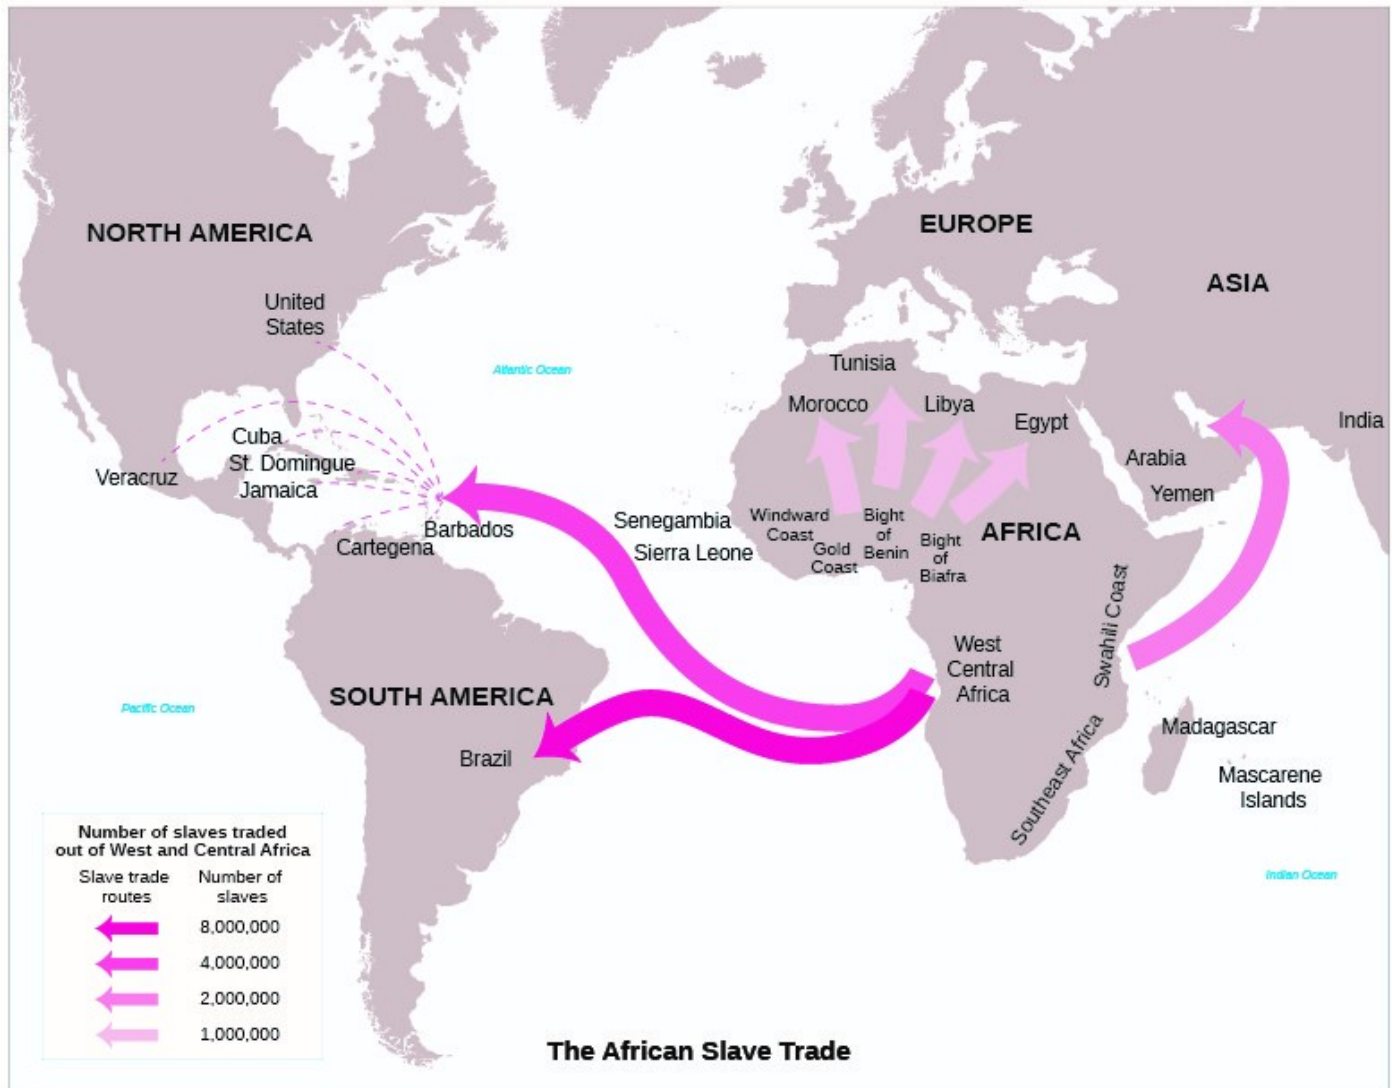 NORTH AMERICA
United
States
Atlantic Ocean
Cuba
St. Domingue
Jamaica
Veracruz
Barbados
Cartegena
EUROPE
ASIA
Tunisia
Morocco
Libya
Egypt
India
Arabia
Yemen
Senegambia
Sierra Leone
Windward
Coast
Gold
Coast
Bight
of
Benin
Bight
of
Biafra
AFRICA
Swahili Coast
West
Central
Africa
SOUTH AMERICA
Pacific Ocean
Brazil
Southeast Africa
Madagascar
Mascarene
Islands
Indian Ocean
Number of slaves traded
out of West and Central Africa
Slave trade
routes
Number of
slaves
8,000,000
4,000,000
2,000,000
1,000,000
The African Slave Trade